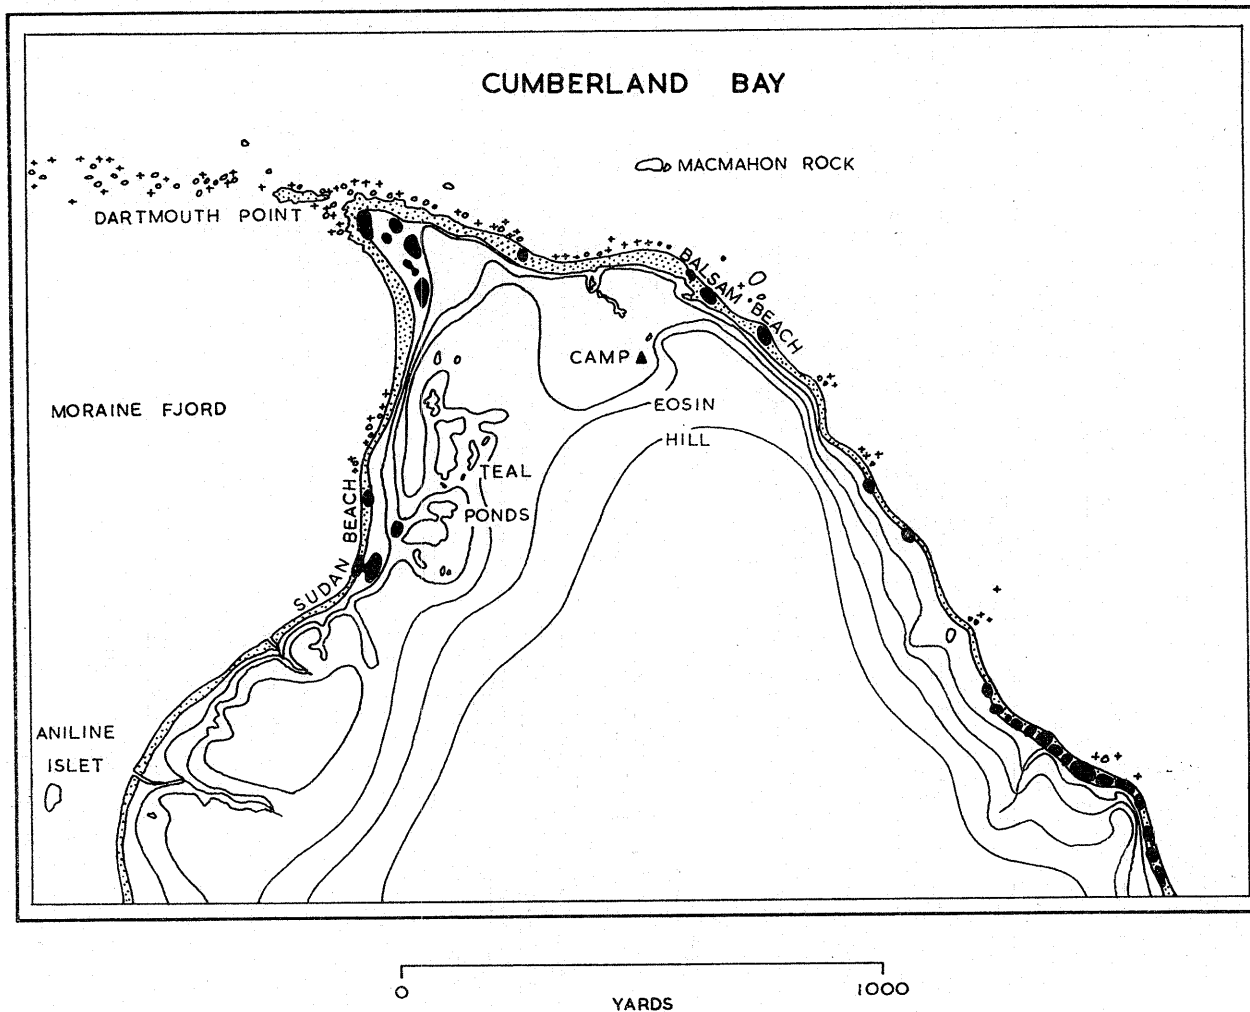 CUMBERLAND BAY
MACMAHON ROCK
DARTMOUTH POINT
BALSAM BEACH
CAMP
MORAINE FJORD
EOSIN
HILL
TEAL
PONDS
SUDAN BEACH
ANILINE
ISLET
0
1000
YARDS